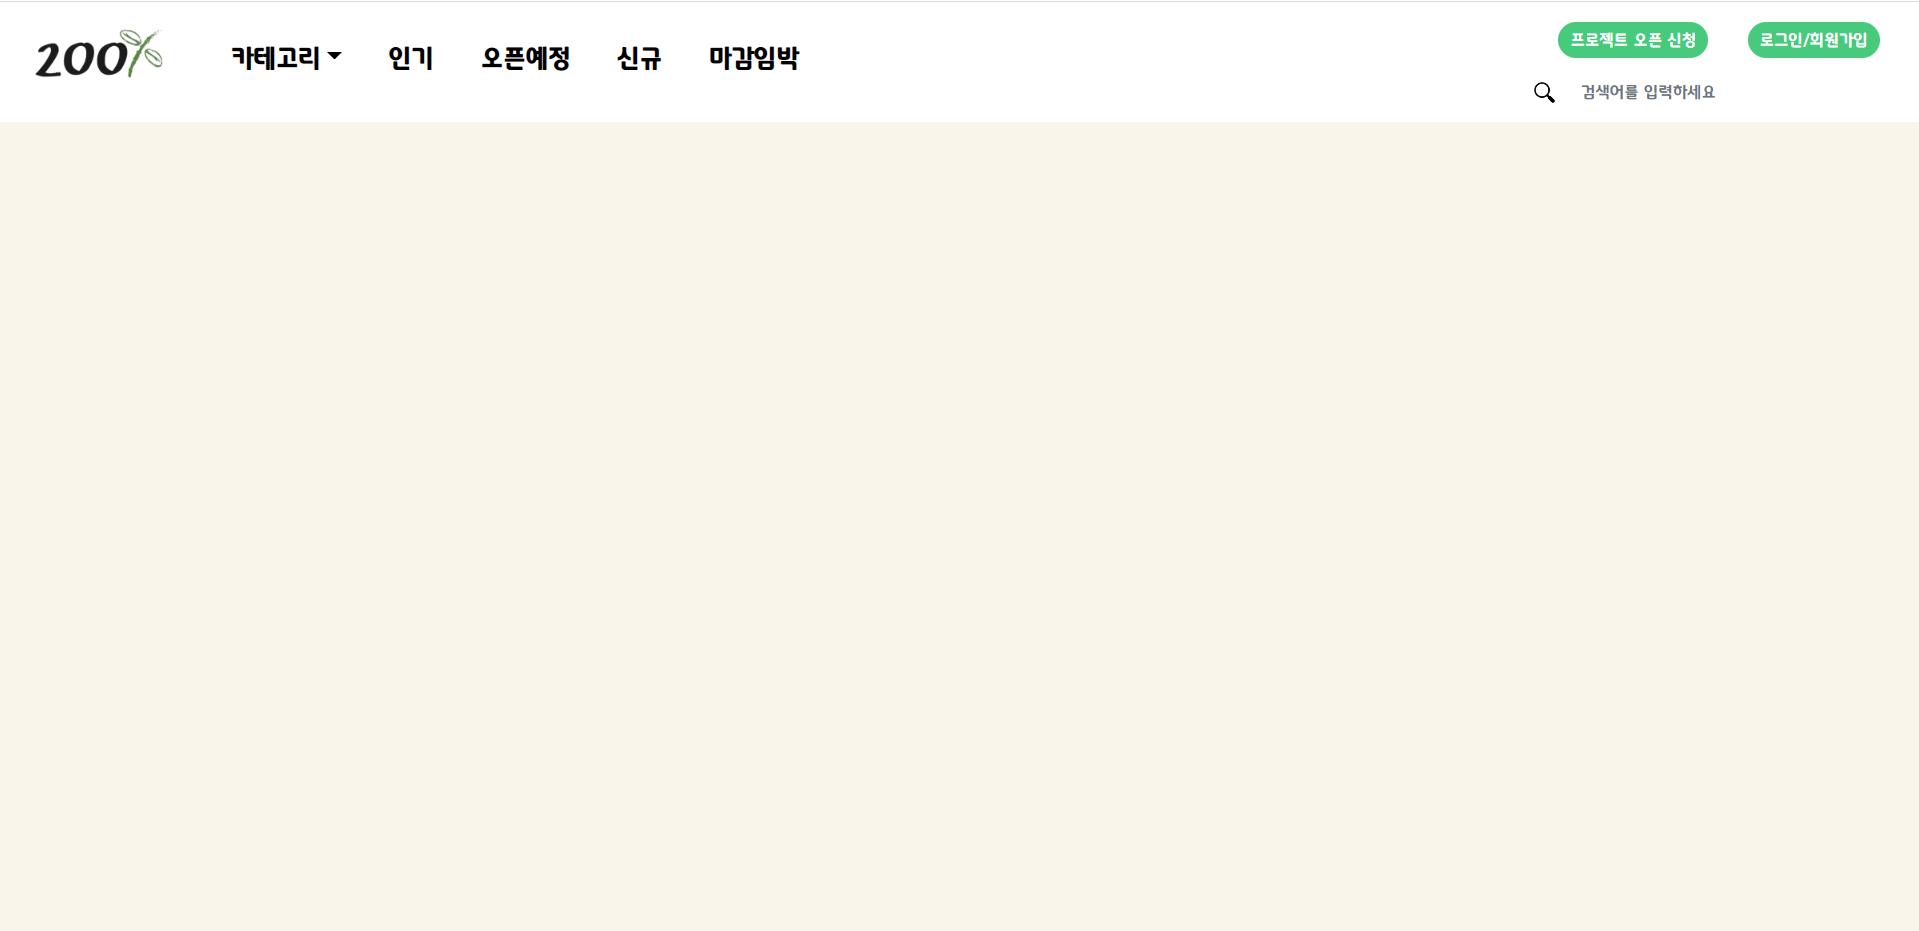 200%
카테고리
인기
오픈예정
신규
마감임박
프로젝트 오픈 신청
로그인/회원가입
검색어를 입력하세요